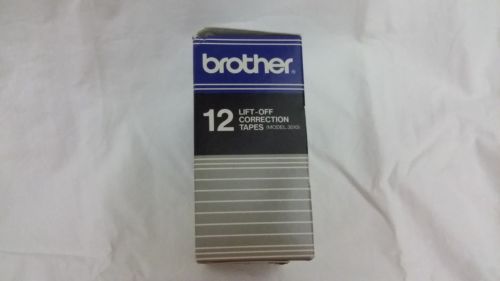 brother
12 LIFT-OFF
CORRECTION
TAPES (MODEL 3010)